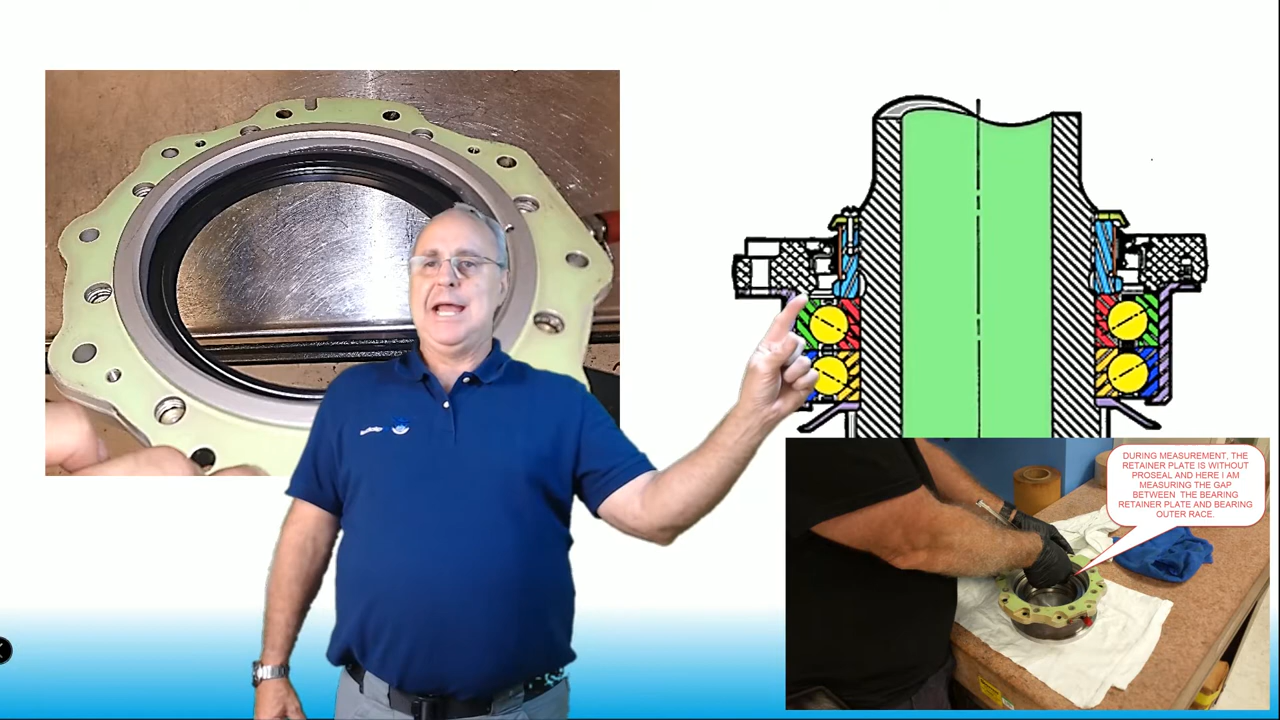 DURING MEASUREMENT, THE
RETAINER PLATE IS WITHOUT
PROSEAL AND HERE I AM
MEASURING THE GAP
BETWEEN THE BEARING
RETAINER PLATE AND BEARING
OUTER RACE.